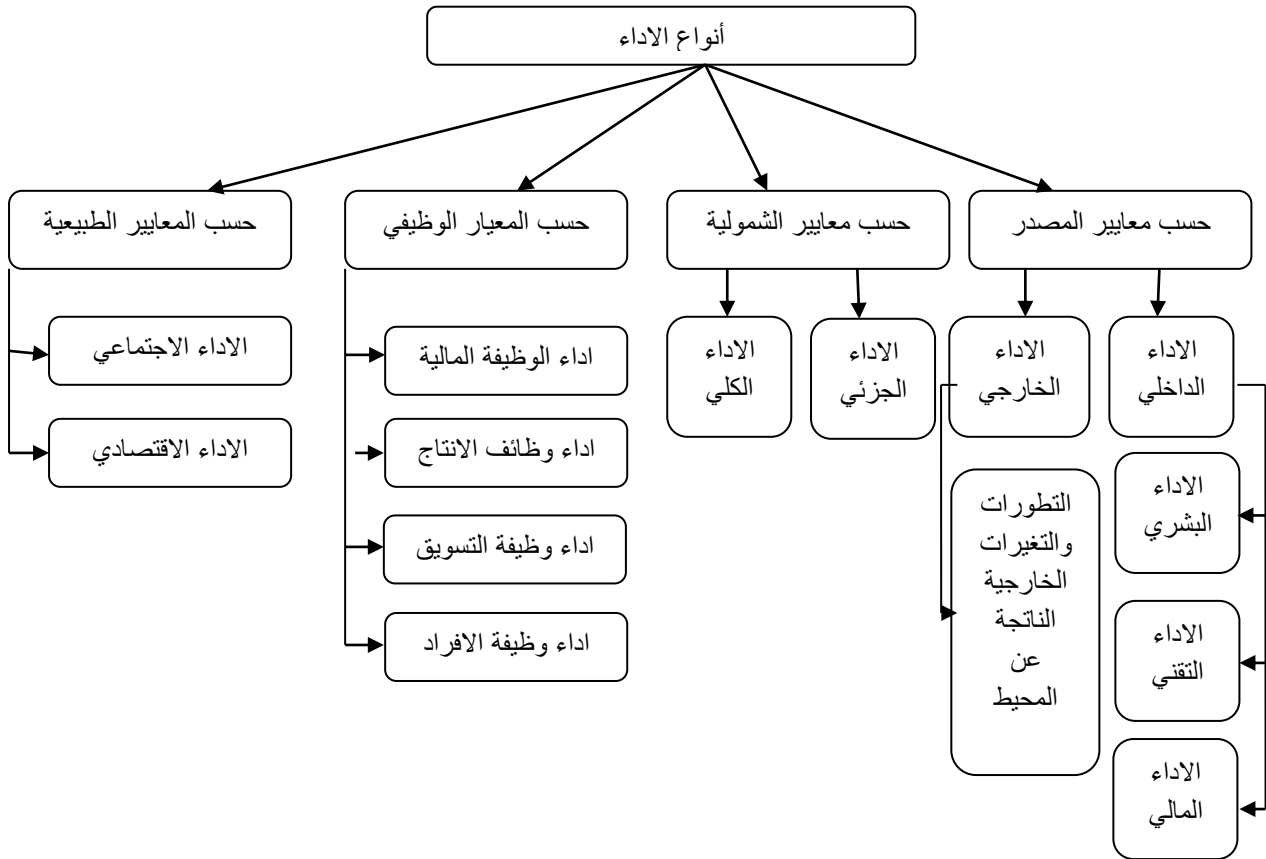 أنواع الاداء
حسب معايير المصدر
حسب معايير الشمولية
حسب المعيار الوظيفي
حسب المعايير الطبيعية
الاداء
الداخلي
الاداء
الخارجي
الاداء
الجزئي
الاداء
الكلي
اداء الوظيفة المالية
اداء وظائف الانتاج
اداء وظيفة التسويق
اداء وظيفة الافراد
الاداء الاجتماعي
الاداء الاقتصادي
الاداء
البشري
الاداء
التقني
الاداء
المالي
التطورات
والتغيرات
الخارجية
الناتجة
عن
المحيط